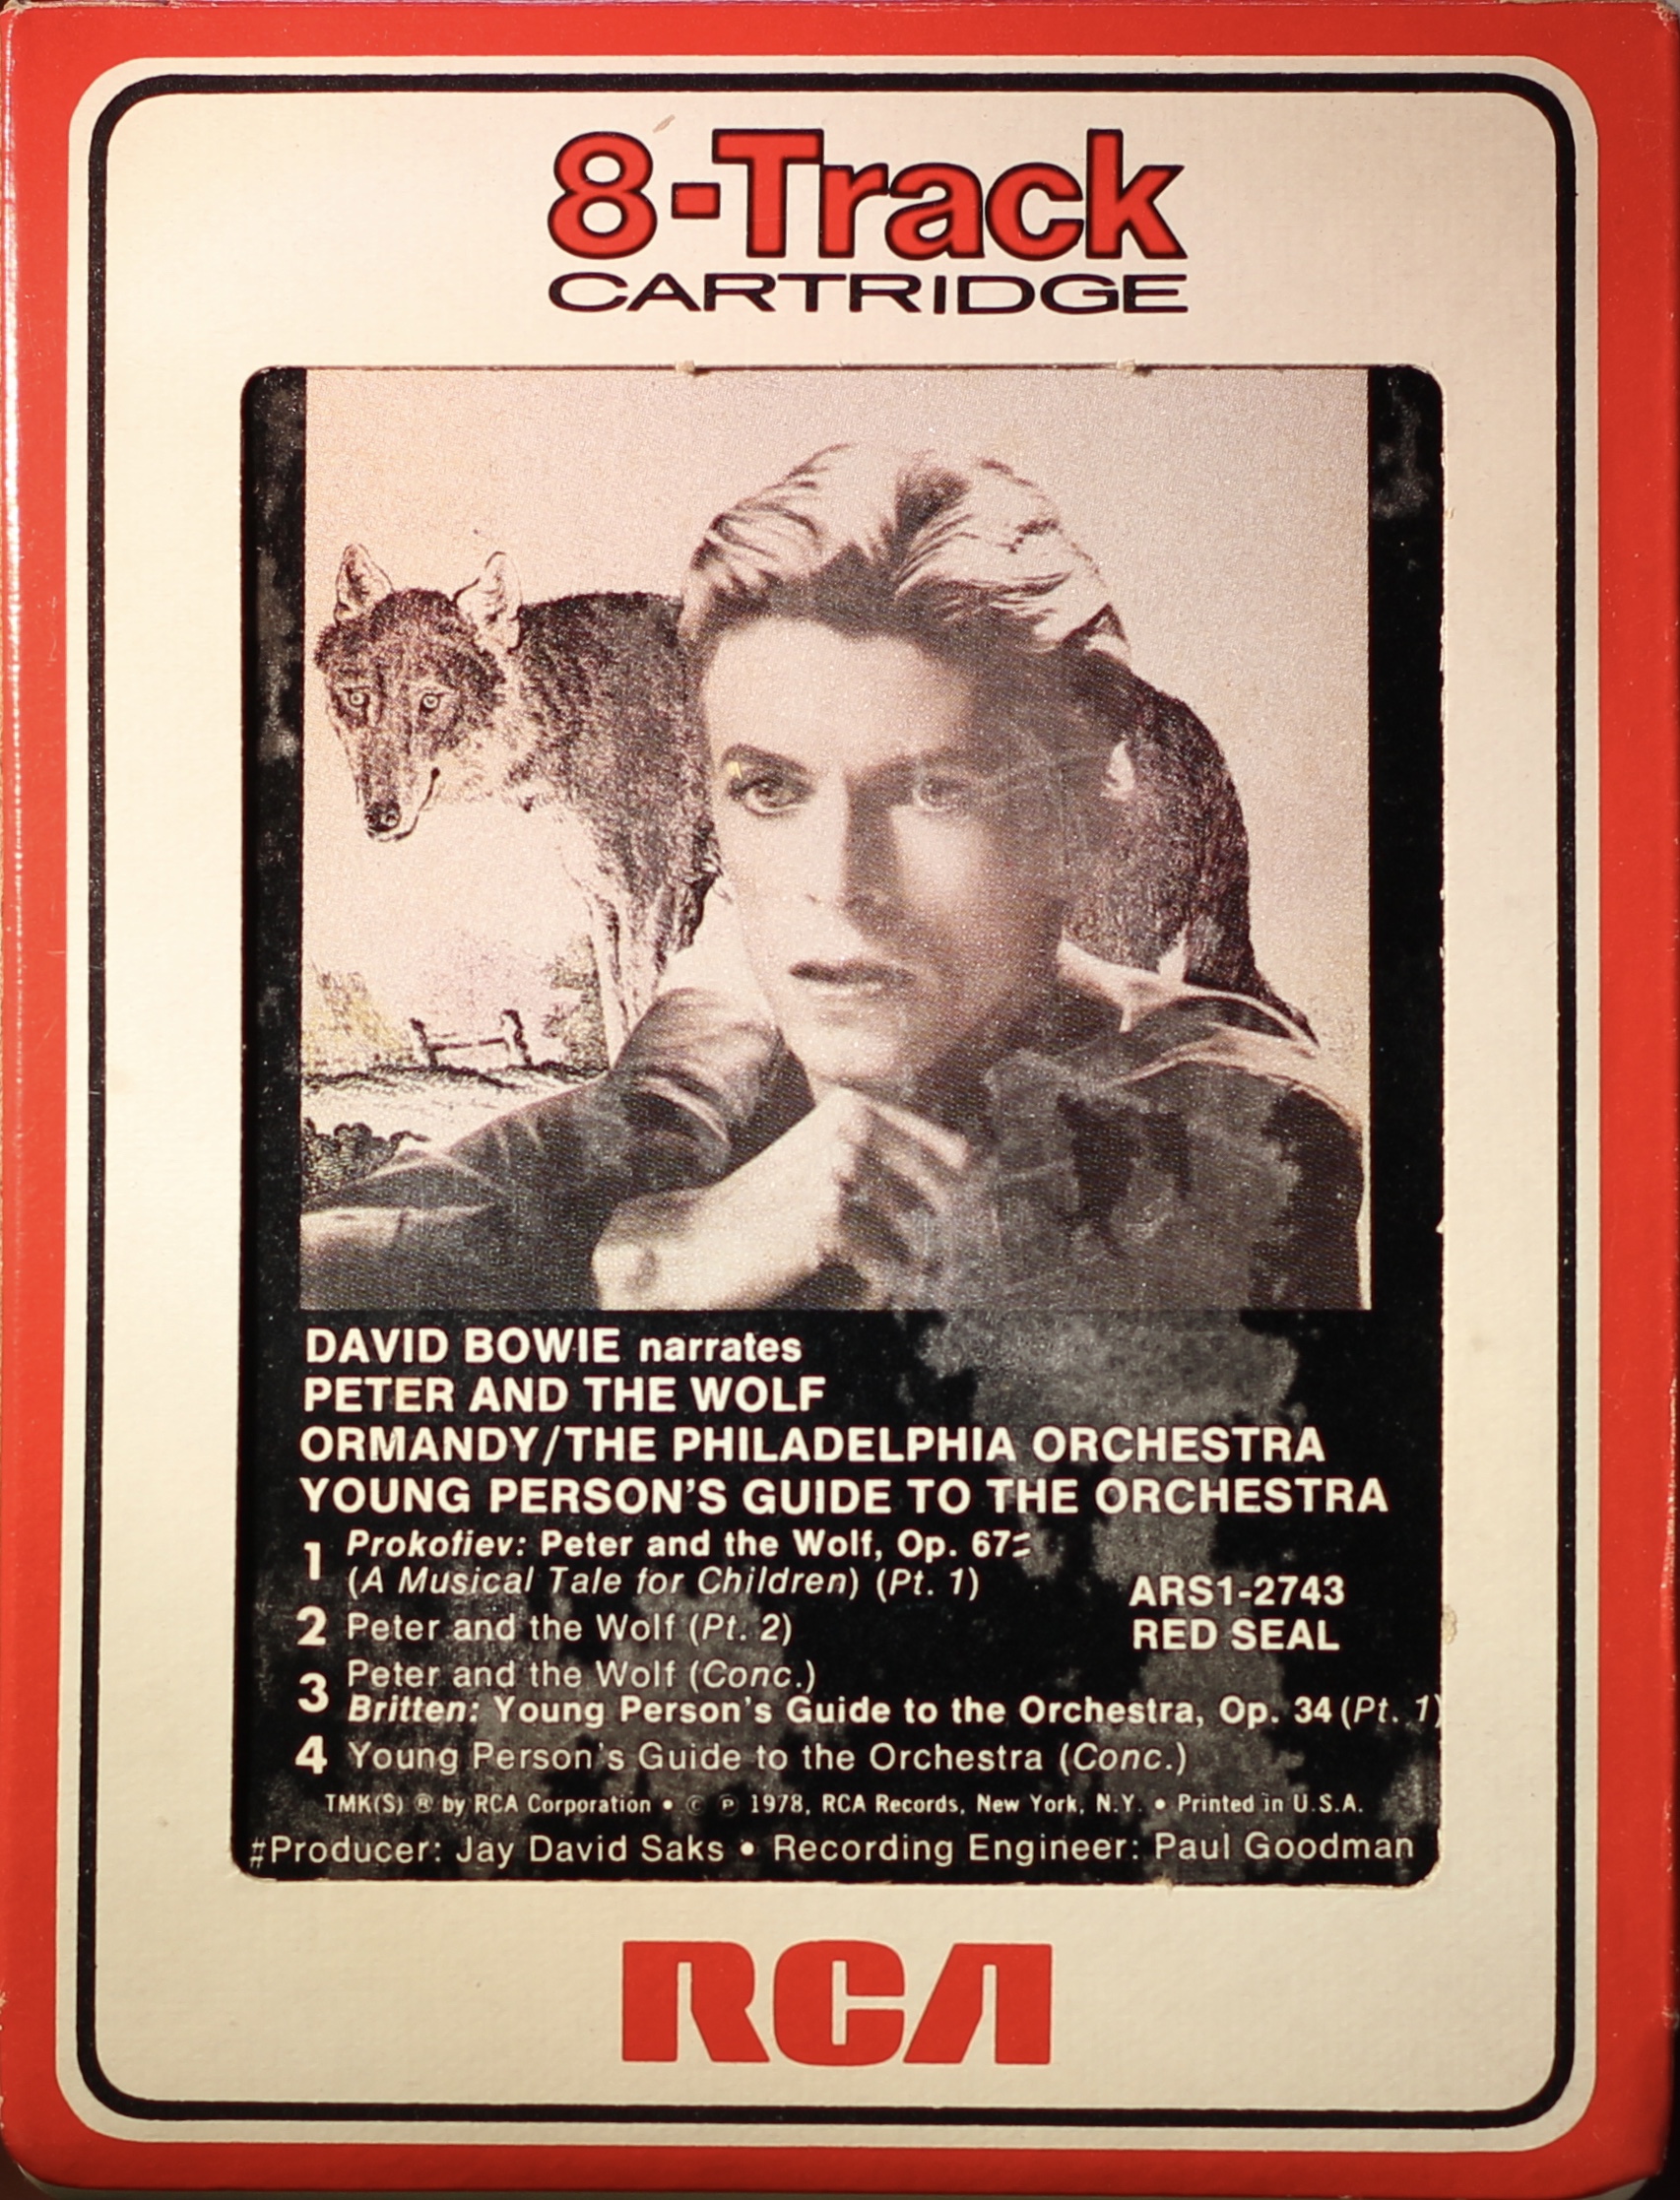 8-Track
CARTRIDGE
DAVID BOWIE narrates
PETER AND THE WOLF
ORMANDY/THE PHILADELPHIA ORCHESTRA
YOUNG PERSON'S GUIDE TO THE ORCHESTRA
1 Prokofiev: Peter and the Wolf, Op. 67#
(A Musical Tale for Children) (Pt. 1)
2 Peter and the Wolf (Pt. 2)
3 Peter and the Wolf (Conc.)
Britten: Young Person's Guide to the Orchestra, Op. 34 (Pt. 1)
4 Young Person's Guide to the Orchestra (Conc.)
ARS1-2743
RED SEAL
TMK(S) ® by RCA Corporation • © ℗ 1978, RCA Records, New York, N.Y. • Printed in U.S.A.
#Producer: Jay David Saks • Recording Engineer: Paul Goodman
RCA